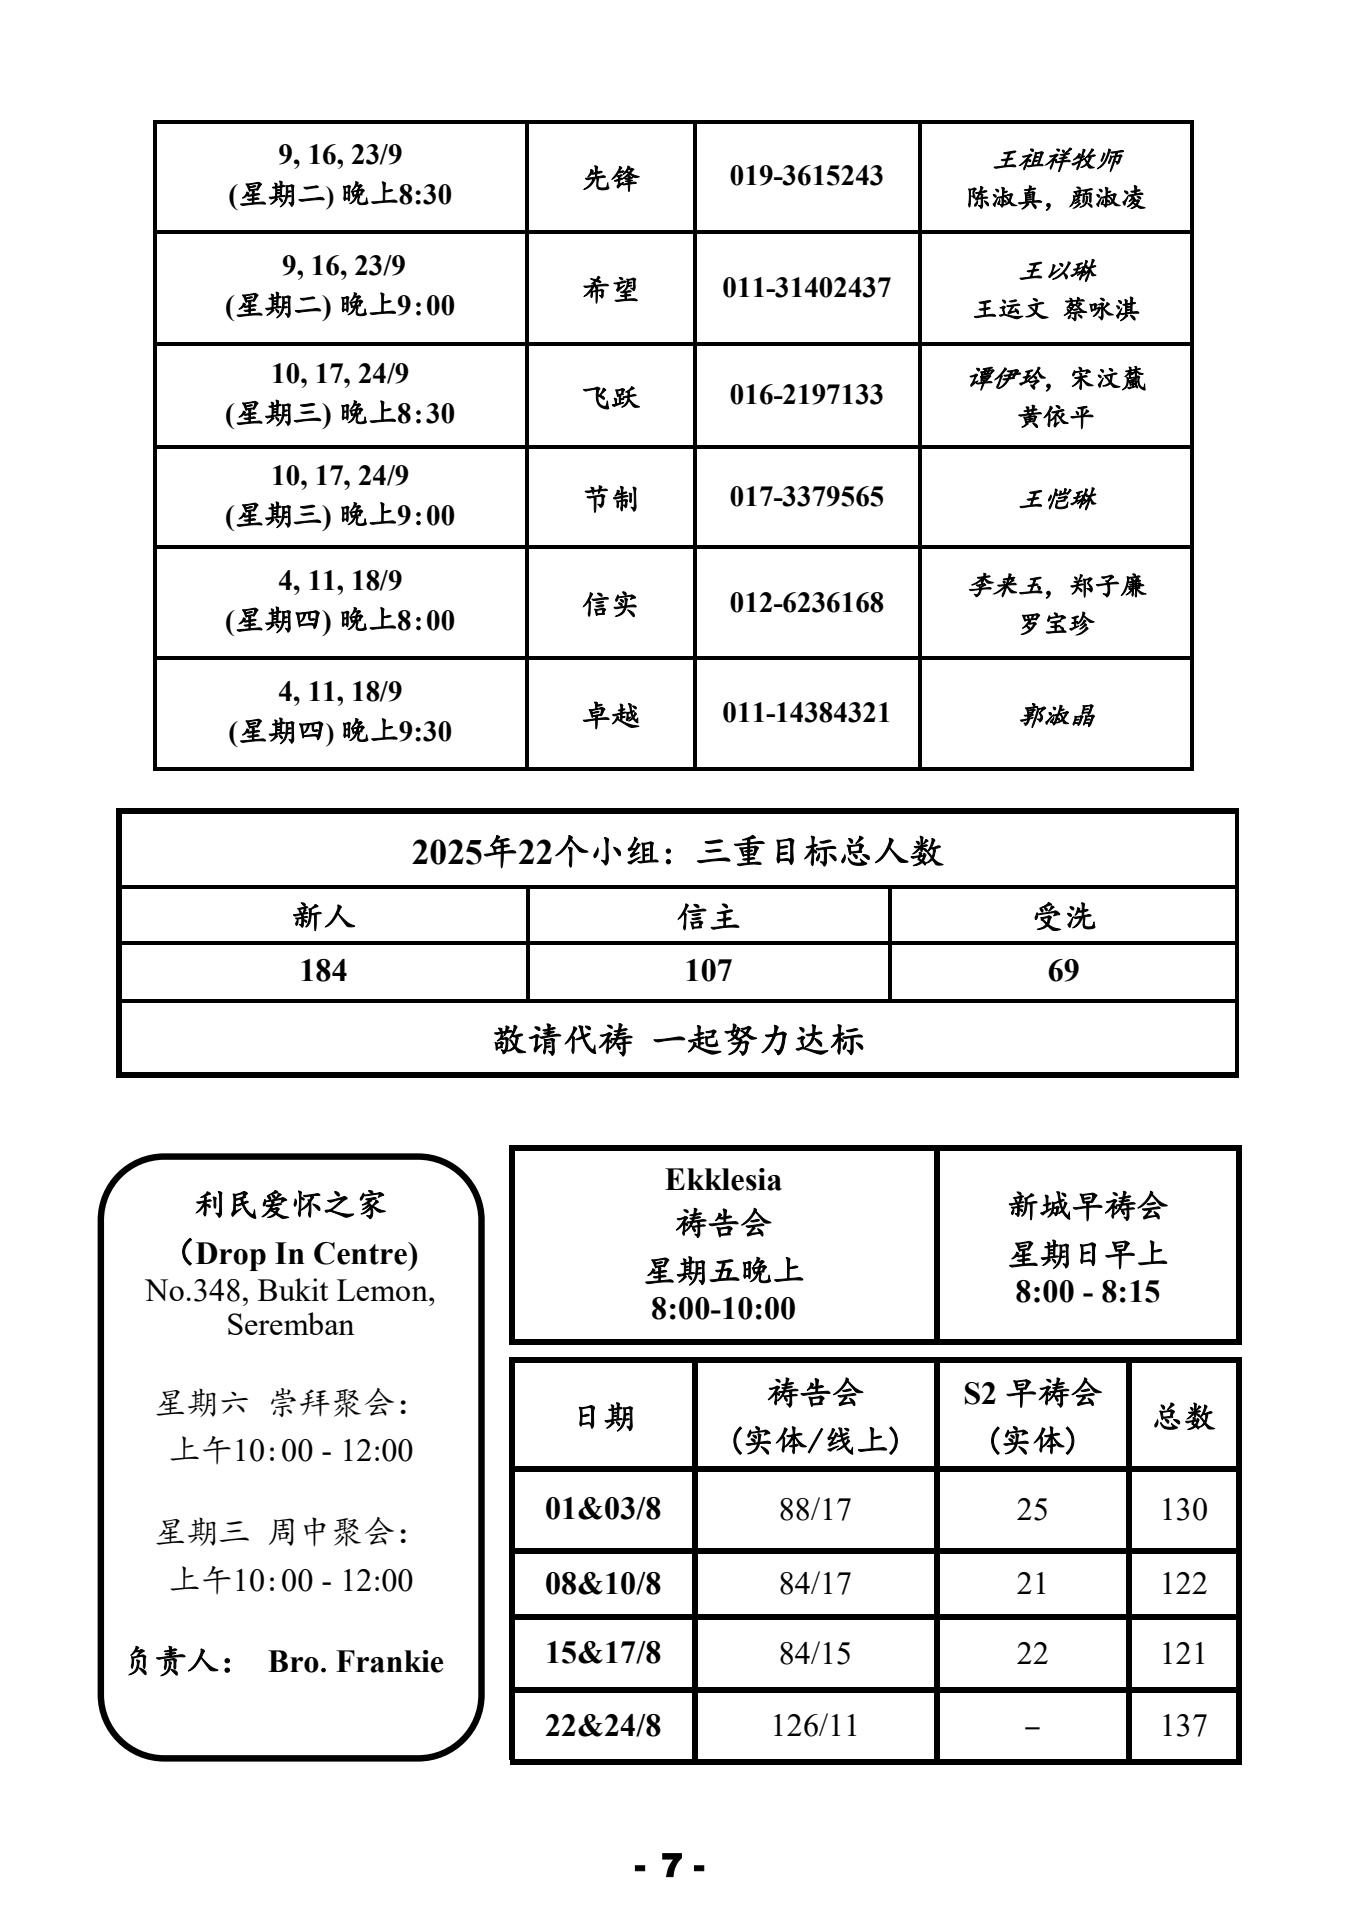 9, 16, 23/9
(星期二) 晚上8:30
先锋
019-3615243
王祖祥牧师
陈淑真，颜淑凌
9, 16, 23/9
(星期二) 晚上9:00
希望
011-31402437
王以琳
王运文 蔡咏淇
10, 17, 24/9
(星期三) 晚上8:30
飞跃
016-2197133
谭伊玲，宋汶蔙
黄依平
10, 17, 24/9
(星期三) 晚上9:00
节制
017-3379565
王恺琳
4, 11, 18/9
(星期四) 晚上8:00
信实
012-6236168
李来五，郑子廉
罗宝珍
4, 11, 18/9
(星期四) 晚上9:30
卓越
011-14384321
郭淑晶
2025年22个小组：三重目标总人数
新人 信主 受洗
184 107 69
敬请代祷 一起努力达标
利民爱怀之家
（Drop In Centre)
No.348, Bukit Lemon,
Seremban
星期六 崇拜聚会：
上午10:00 - 12:00
星期三 周中聚会：
上午10:00 - 12:00
负责人： Bro. Frankie
Ekklesia
祷告会
星期五晚上
8:00-10:00
新城早祷会
星期日早上
8:00 - 8:15
日期
祷告会
(实体/线上)
S2 早祷会
(实体)
总数
01&03/8 88/17 25 130
08&10/8 84/17 21 122
15&17/8 84/15 22 121
22&24/8 126/11 – 137
- 7 -